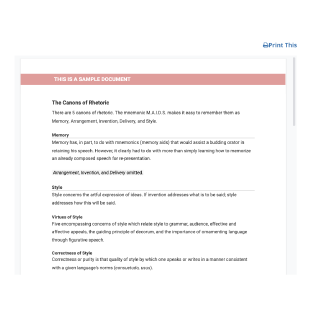 Print This
THIS IS A SAMPLE DOCUMENT
The Canons of Rhetoric
There are 5 canons of rhetoric. The mnemonic M.A.I.D.S. makes it easy to remember them as
Memory, Arrangement, Invention, Delivery, and Style.
Memory
Memory has, in part, to do with mnemonics (memory aids) that would assist a budding orator in
retaining his speech. However, it clearly had to do with more than simply learning how to memorize
an already composed speech for re-presentation.
Arrangement, Invention, and Delivery omitted.
Style
Style concerns the artful expression of ideas. If invention addresses what is to be said; style
addresses how this will be said.
Virtues of Style
Five encompassing concerns of style which relate style to grammar, audience, effective and
affective appeals, the guiding principle of decorum, and the importance of ornamenting language
through figurative speech.
Correctness of Style
Correctness or purity is that quality of style by which one speaks or writes in a manner consistent
with a given language's norms (consuetudo, usus).